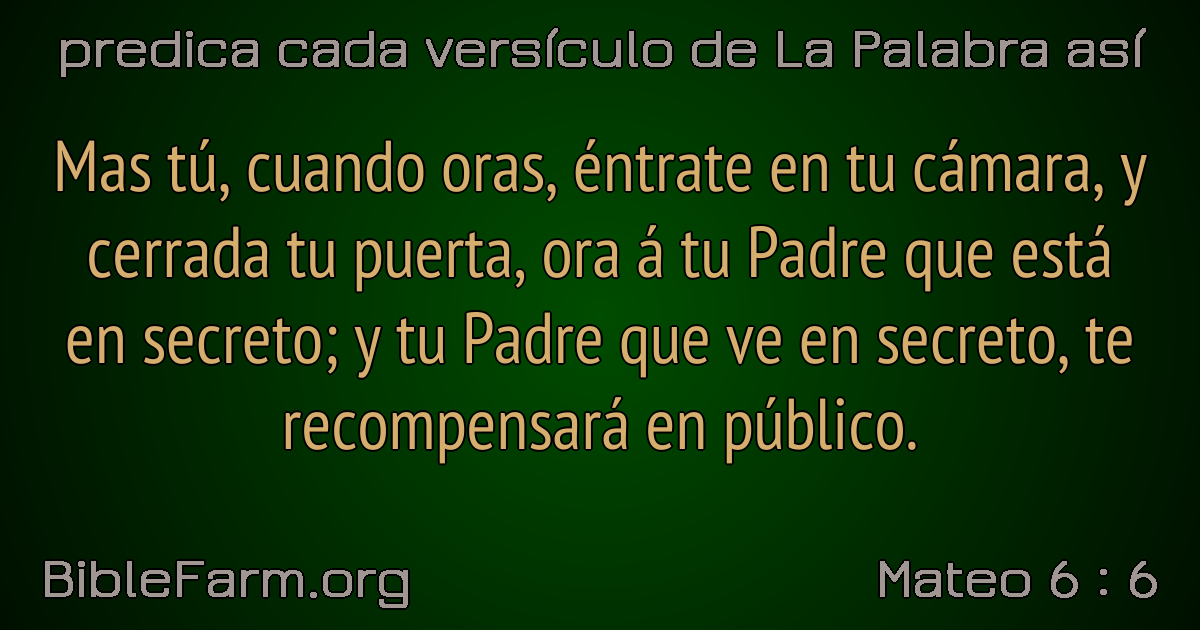 predica cada versículo de La Palabra así
Mas tú, cuando oras, éntrate en tu cámara, y
cerrada tu puerta, ora á tu Padre que está
en secreto; y tu Padre que ve en secreto, te
recompensará en público.
BibleFarm.org
Mateo 6 : 6